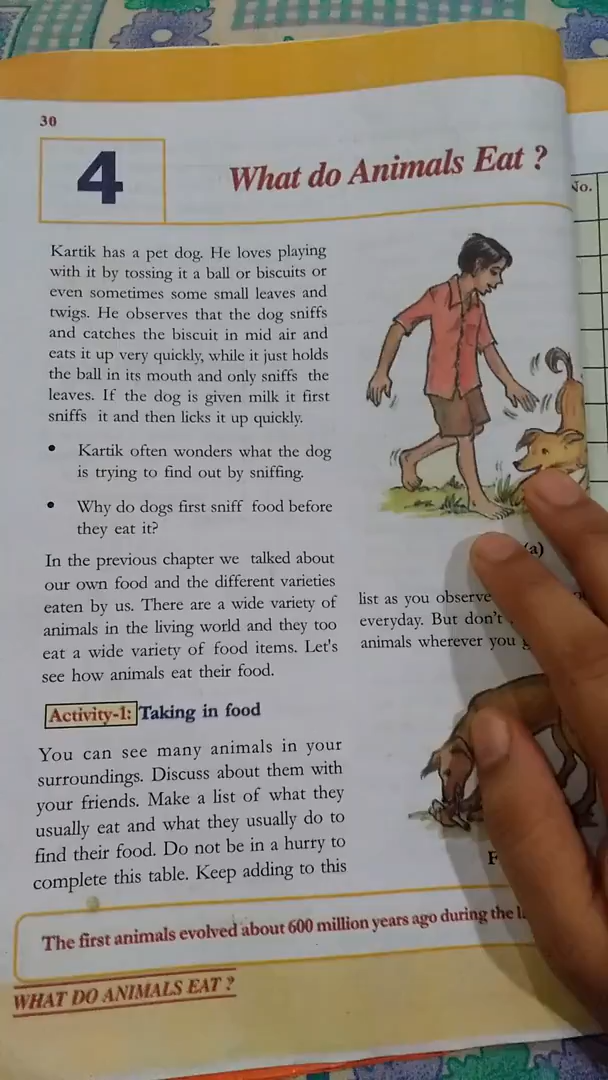 30
4
What do Animals Eat ?
No.
Kartik has a pet dog. He loves playing
with it by tossing it a ball or biscuits or
even sometimes some small leaves and
twigs. He observes that the dog sniffs
and catches the biscuit in mid air and
eats it up very quickly, while it just holds
the ball in its mouth and only sniffs the
leaves. If the dog is given milk it first
sniffs it and then licks it up quickly.
• Kartik often wonders what the dog
is trying to find out by sniffing.
• Why do dogs first sniff food before
they eat it?
In the previous chapter we talked about
our own food and the different varieties
eaten by us. There are a wide variety of
animals in the living world and they too
eat a wide variety of food items. Let's
see how animals eat their food.
Activity-1: Taking in food
You can see many animals in your
surroundings. Discuss about them with
your friends. Make a list of what they
usually eat and what they usually do to
find their food. Do not be in a hurry to
complete this table. Keep adding to this
(a)
list as you observe
everyday. But don't
animals wherever you
The first animals evolved about 600 million years ago during the
WHAT DO ANIMALS EAT ?